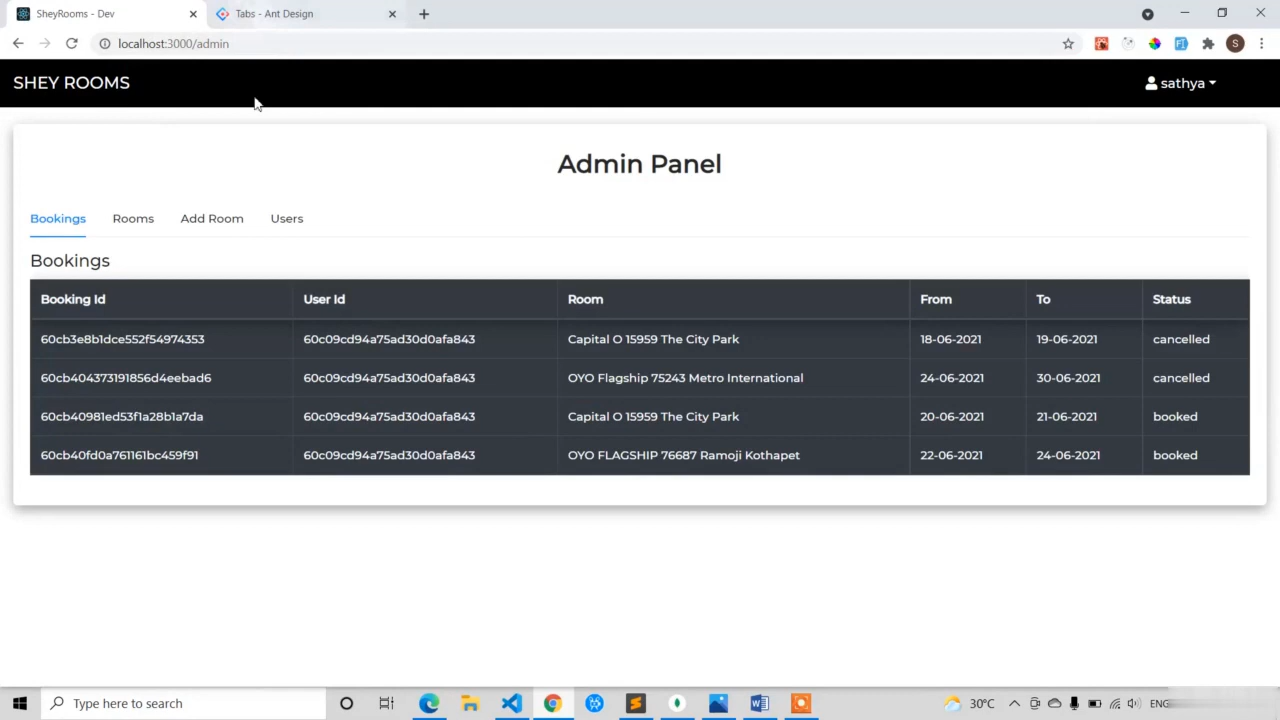 SheyRooms - Dev
Tabs - Ant Design
localhost:3000/admin
S
SHEY ROOMS
sathya
Admin Panel
Bookings Rooms Add Room Users
Bookings
Booking Id User Id Room From To Status
60cb3e8b1dce552f54974353 60c09cd94a75ad30d0afa843 Capital O 15959 The City Park 18-06-2021 19-06-2021 cancelled
60cb404373191856d4eebad6 60c09cd94a75ad30d0afa843 OYO Flagship 75243 Metro International 24-06-2021 30-06-2021 cancelled
60cb40981ed53f1a28b1a7da 60c09cd94a75ad30d0afa843 Capital O 15959 The City Park 20-06-2021 21-06-2021 booked
60cb40fd0a761161bc459f91 60c09cd94a75ad30d0afa843 OYO FLAGSHIP 76687 Ramoji Kothapet 22-06-2021 24-06-2021 booked
Type here to search
30°C
ENG